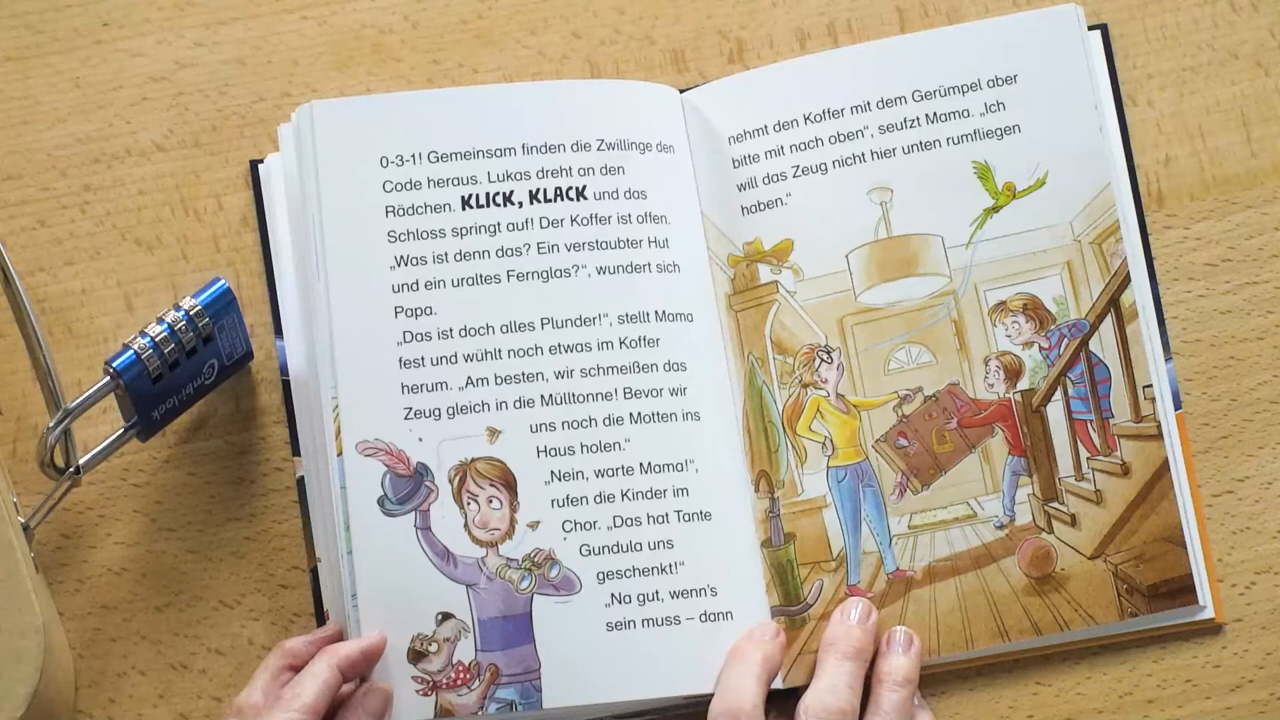 0-3-1! Gemeinsam finden die Zwillinge den
Code heraus. Lukas dreht an den
Rädchen. KLICK, KLACK und das
Schloss springt auf! Der Koffer ist offen.
„Was ist denn das? Ein verstaubter Hut
und ein uraltes Fernglas?“, wundert sich
Papa.
„Das ist doch alles Plunder!“, stellt Mama
fest und wühlt noch etwas im Koffer
herum. „Am besten, wir schmeißen das
Zeug gleich in die Mülltonne! Bevor wir
uns noch die Motten ins
Haus holen.“
„Nein, warte Mama!“,
rufen die Kinder im
Chor. „Das hat Tante
Gundula uns
geschenkt!“
„Na gut, wenn’s
sein muss – dann
nehmt den Koffer mit dem Gerümpel aber
bitte mit nach oben“, seufzt Mama. „Ich
will das Zeug nicht hier unten rumfliegen
haben.“